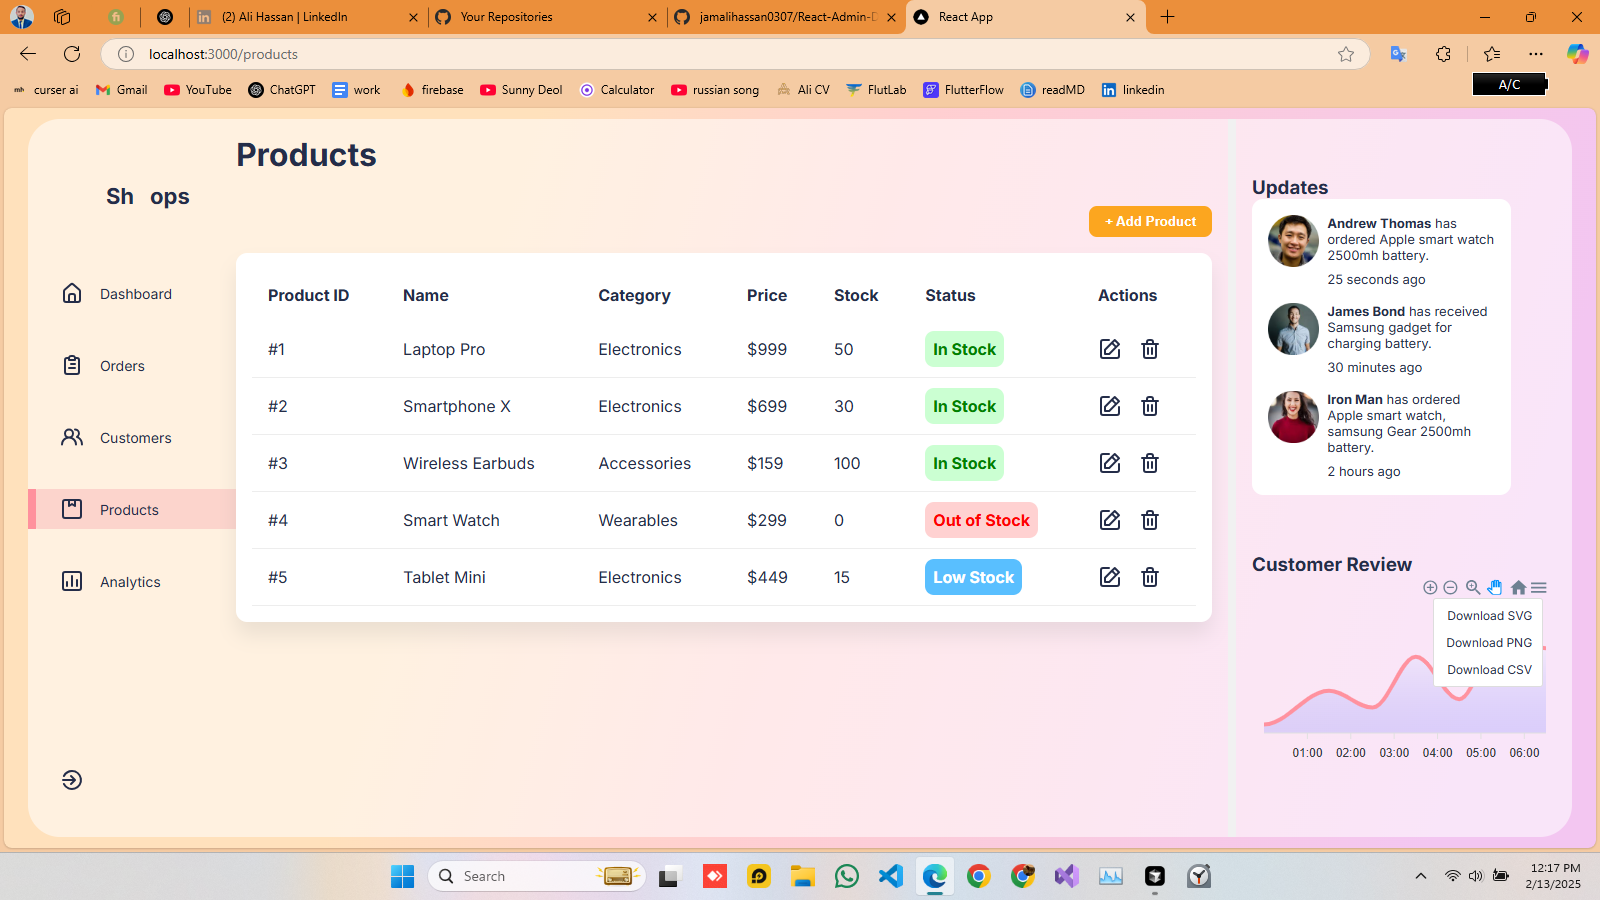 (2) Ali Hassan | LinkedIn
Your Repositories
jamalihassan0307/React-Admin-D
React App
localhost:3000/products
curser ai
Gmail
YouTube
ChatGPT
work
firebase
Sunny Deol
Calculator
russian song
Ali CV
FlutLab
FlutterFlow
readMD
linkedin
A/C
Sh ops
Dashboard
Orders
Customers
Products
Analytics
Products
+ Add Product
Product ID Name Category Price Stock Status Actions
#1 Laptop Pro Electronics $999 50 In Stock
#2 Smartphone X Electronics $699 30 In Stock
#3 Wireless Earbuds Accessories $159 100 In Stock
#4 Smart Watch Wearables $299 0 Out of Stock
#5 Tablet Mini Electronics $449 15 Low Stock
Updates
Andrew Thomas has
ordered Apple smart watch
2500mh battery.
25 seconds ago
James Bond has received
Samsung gadget for
charging battery.
30 minutes ago
Iron Man has ordered
Apple smart watch,
samsung Gear 2500mh
battery.
2 hours ago
Customer Review
Download SVG
Download PNG
Download CSV
01:00 02:00 03:00 04:00 05:00 06:00
Search
12:17 PM
2/13/2025